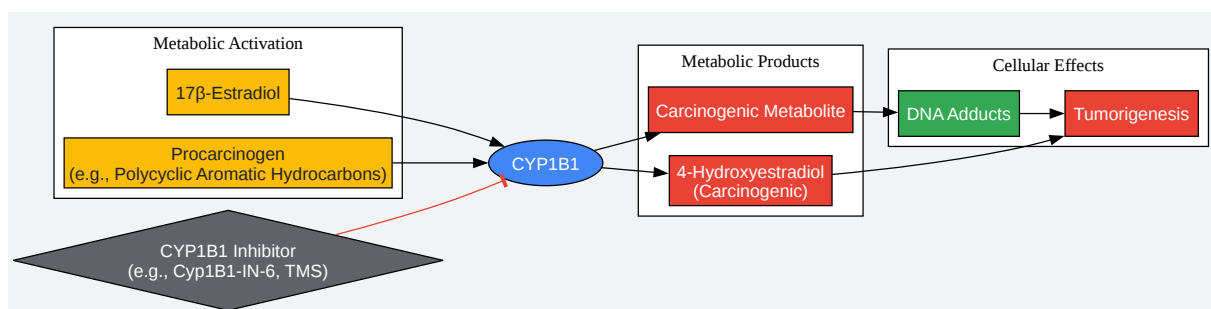 Metabolic Activation
17β-Estradiol
Procarcinogen
(e.g., Polycyclic Aromatic Hydrocarbons)
CYP1B1 Inhibitor
(e.g., Cyp1B1-IN-6, TMS)
CYP1B1
Metabolic Products
Carcinogenic Metabolite
4-Hydroxyestradiol
(Carcinogenic)
Cellular Effects
DNA Adducts
Tumorigenesis